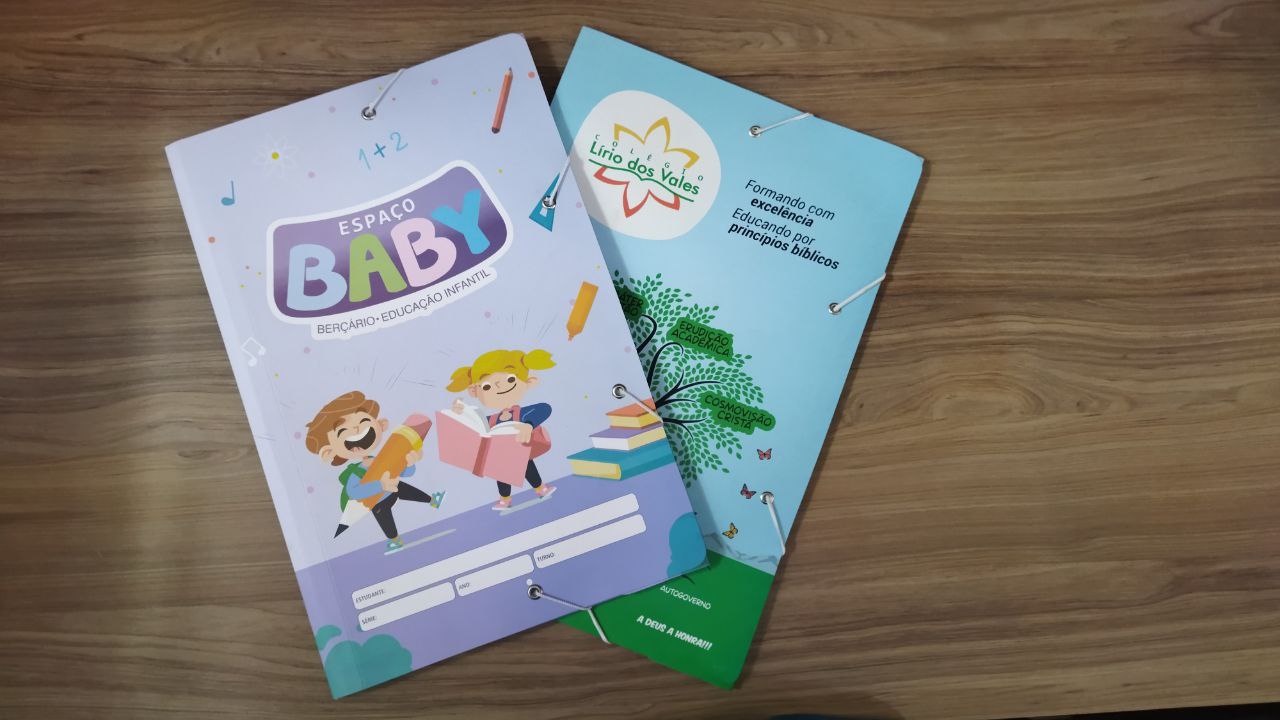 1+2
ESPAÇO
BABY
BERÇÁRIO • EDUCAÇÃO INFANTIL
ESTUDANTE:
SÉRIE:
ANO:
TURNO:
COLÉGIO
Lírio dos Vales
Formando com
excelência
Educando por
princípios bíblicos
ERUDIÇÃO
ACADÊMICA
COSMOVISÃO
CRISTÃ
AUTOGOVERNO
A DEUS A HONRA!!!